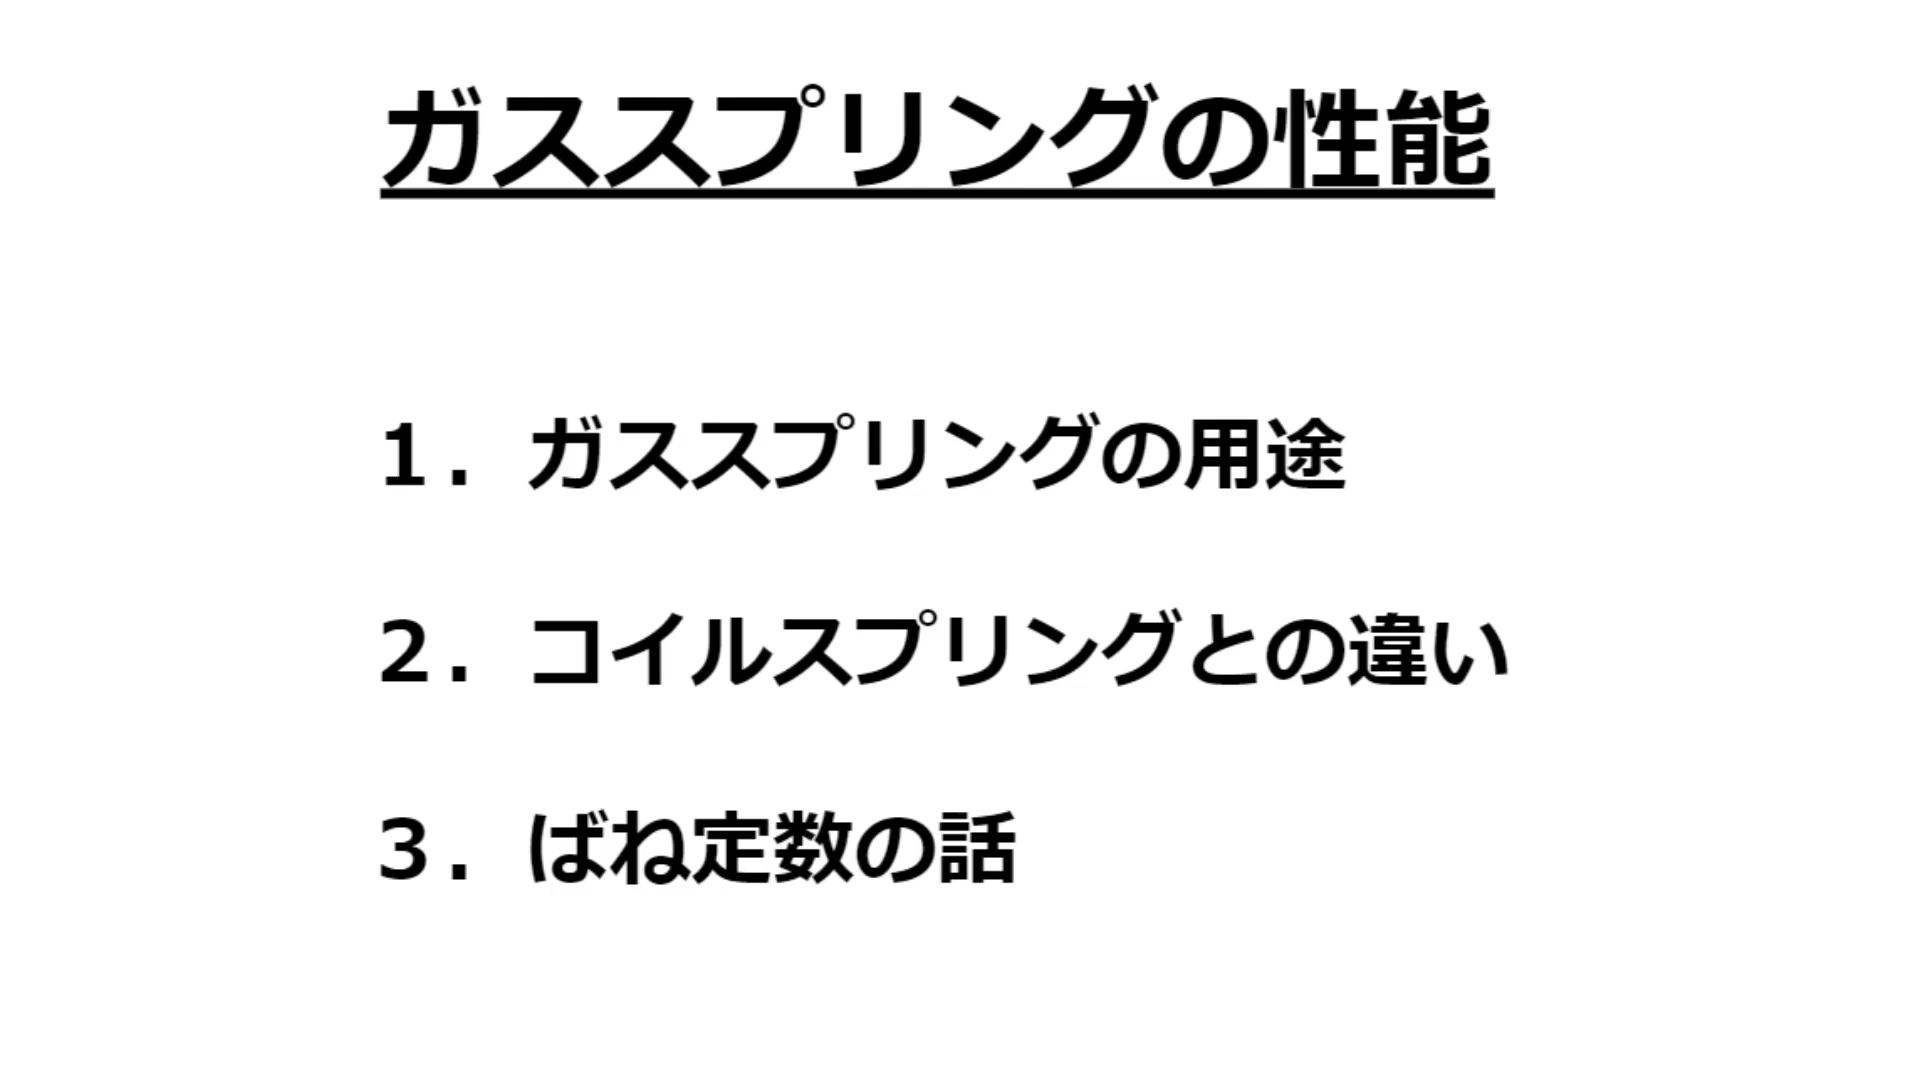 ガススプリングの性能
１．ガススプリングの用途
２．コイルスプリングとの違い
３．ばね定数の話